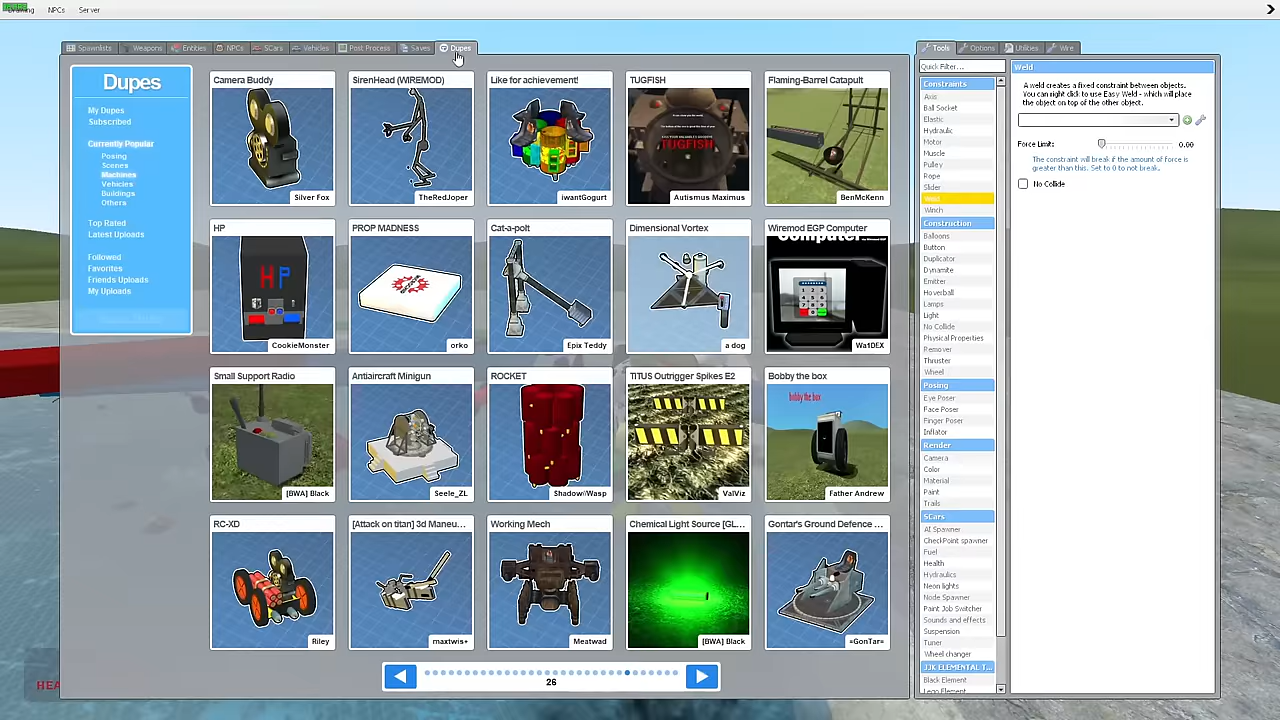 Drawing NPCs Server
Spawnlists Weapons Entities NPCs SCars Vehicles Post Process Saves Dupes
Dupes
My Dupes
Subscribed
Currently Popular
Posing
Scenes
Machines
Vehicles
Buildings
Others
Top Rated
Latest Uploads
Followed
Favorites
Friends Uploads
My Uploads
Camera Buddy
Silver Fox
SirenHead (WIREMOD)
TheRedJoper
Like for achievement!
iwantGogurt
TUGFISH
TUGFISH
Autismus Maximus
Flaming-Barrel Catapult
BenMcKenn
HP
HP
CookieMonster
PROP MADNESS
orko
Cat-a-polt
Epix Teddy
Dimensional Vortex
a dog
Wiremod EGP Computer
Computer
Wa1DEX
Small Support Radio
[BWA] Black
Antiaircraft Minigun
Seele_ZL
ROCKET
Shadow/Wasp
TITUS Outrigger Spikes E2
ValViz
Bobby the box
bobby the box
Father Andrew
RC-XD
Riley
[Attack on titan] 3d Maneu...
maxtwis+
Working Mech
Meatwad
Chemical Light Source [GL...
[BWA] Black
Gontar's Ground Defence ...
=GonTar=
26
HEA
Tools Options Utilities Wire
Quick Filter...
Constraints
Axis
Ball Socket
Elastic
Hydraulic
Motor
Muscle
Pulley
Rope
Slider
Weld
Winch
Construction
Balloons
Button
Duplicator
Dynamite
Emitter
Hoverball
Lamps
Light
No Collide
Physical Properties
Remover
Thruster
Wheel
Posing
Eye Poser
Face Poser
Finger Poser
Inflator
Render
Camera
Color
Material
Paint
Trails
SCars
AI Spawner
CheckPoint spawner
Fuel
Health
Hydraulics
Neon lights
Node Spawner
Paint Job Switcher
Sounds and effects
Suspension
Tuner
Wheel changer
JJK ELEMENTAL T...
Black Element
Lego Element
Weld
A weld creates a fixed constraint between objects.
You can right click to use Easy Weld - which will place
the object on top of the other object.
Force Limit: 0.00
The constraint will break if the amount of force is
greater than this. Set to 0 to not break.
No Collide